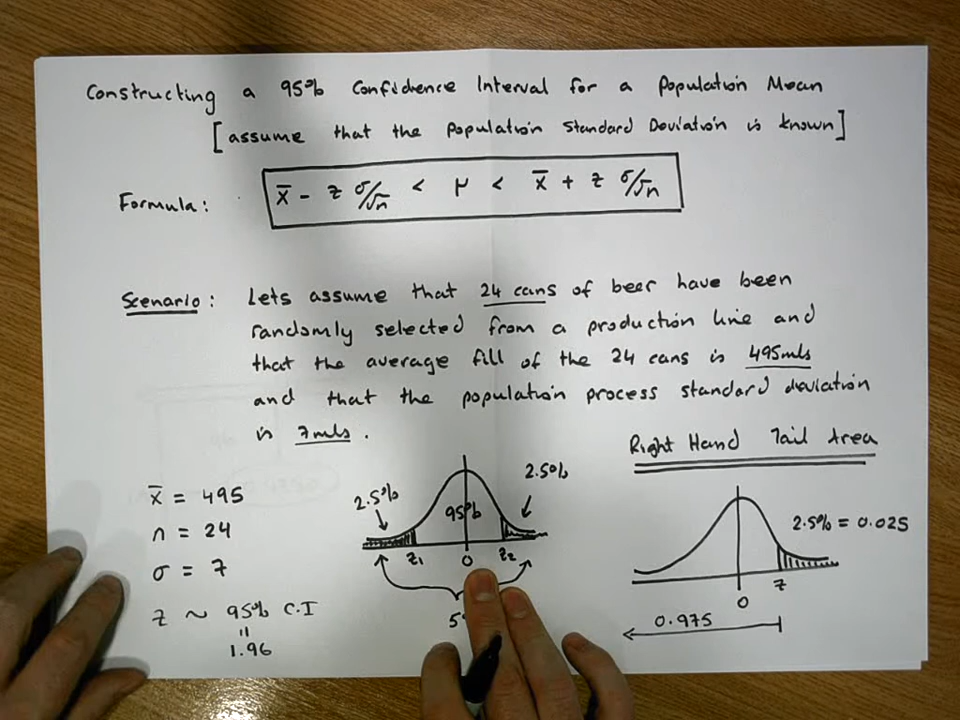 Constructing a 95% Confidence Interval for a Population Mean
[assume that the Population Standard Deviation is known]
Formula: x̄ - z σ/√n < μ < x̄ + z σ/√n
Scenario: Lets assume that 24 cans of beer have been
randomly selected from a production line and
that the average fill of the 24 cans is 495mls
and that the population process standard deviation
is 7mls.
x̄ = 495
n = 24
σ = 7
z ~ 95% C.I
"
1.96
2.5%
95%
2.5%
z1
0
z2
5
Right Hand Tail Area
2.5% = 0.025
0
z
0.975